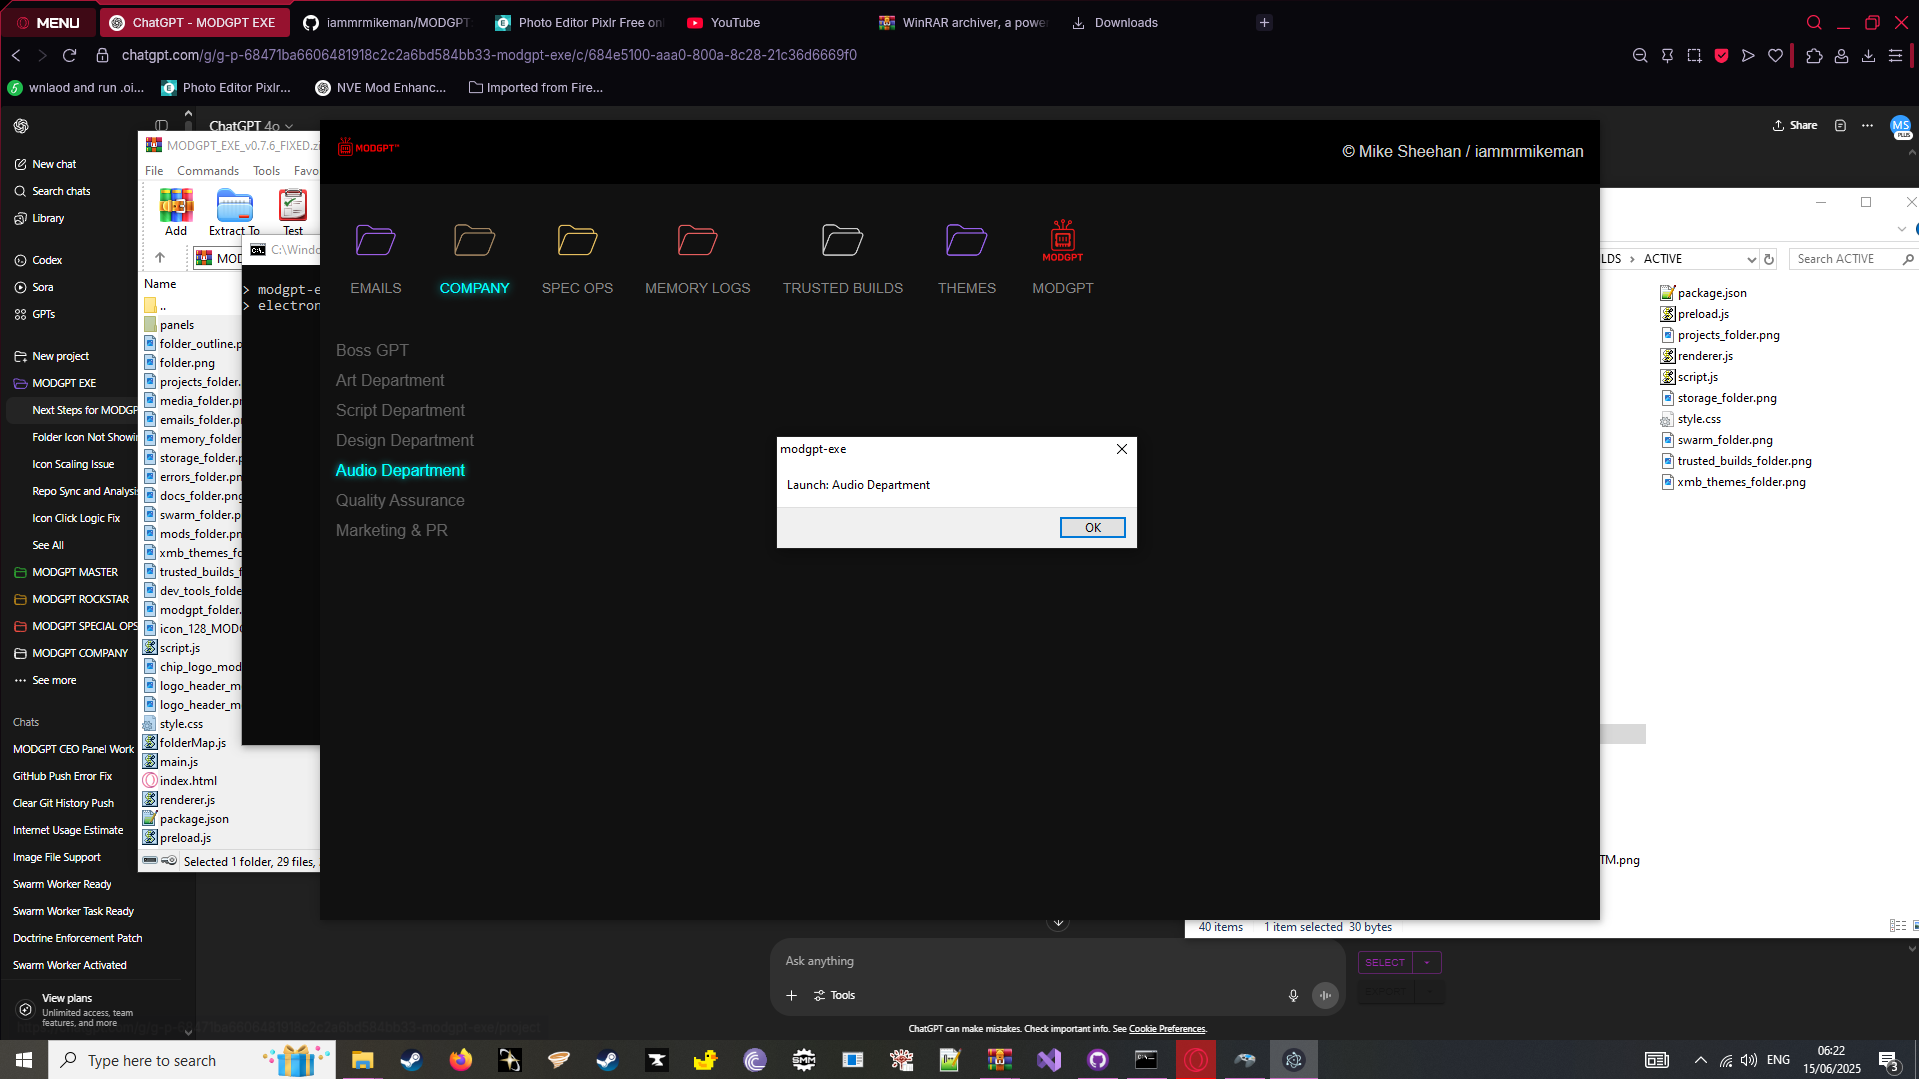 MENU
ChatGPT - MODGPT EXE
iammrmikeman/MODGPT
Photo Editor Pixlr Free on
YouTube
WinRAR archiver, a power
Downloads
chatgpt.com/g/g-p-68471ba6606481918c2c2a6bd584bb33-modgpt-exe/c/684e5100-aaa0-800a-8c28-21c36d6669f0
wnlaod and run .oi...
Photo Editor Pixlr...
NVE Mod Enhanc...
Imported from Fire...
ChatGPT 4o
Share
MS
PLUS
New chat
Search chats
Library
Codex
Sora
GPTs
New project
MODGPT EXE
Next Steps for MODGP
Folder Icon Not Showi
Icon Scaling Issue
Repo Sync and Analysi
Icon Click Logic Fix
See All
MODGPT MASTER
MODGPT ROCKSTAR
MODGPT SPECIAL OPS
MODGPT COMPANY
See more
Chats
MODGPT CEO Panel Work
GitHub Push Error Fix
Clear Git History Push
Internet Usage Estimate
Image File Support
Swarm Worker Ready
Swarm Worker Task Ready
Doctrine Enforcement Patch
Swarm Worker Activated
View plans
Unlimited access, team
features, and more
MODGPT_EXE_v0.7.6_FIXED.zi
File
Commands
Tools
Favo
Add
Extract To
Test
MOD
Name
..
panels
folder_outline.p
folder.png
projects_folder.
media_folder.pn
emails_folder.pn
memory_folder
storage_folder.p
errors_folder.pn
docs_folder.png
swarm_folder.p
mods_folder.pn
xmb_themes_fo
trusted_builds_f
dev_tools_folde
modgpt_folder.
icon_128_MODG
script.js
chip_logo_mod
logo_header_m
logo_header_m
style.css
folderMap.js
main.js
index.html
renderer.js
package.json
preload.js
Selected 1 folder, 29 files,
C:\Windo
> modgpt-e
> electron
MODGPT™
© Mike Sheehan / iammrmikeman
EMAILS
COMPANY
SPEC OPS
MEMORY LOGS
TRUSTED BUILDS
THEMES
MODGPT
MODGPT
Boss GPT
Art Department
Script Department
Design Department
Audio Department
Quality Assurance
Marketing & PR
modgpt-exe
Launch: Audio Department
OK
LDS > ACTIVE
Search ACTIVE
package.json
preload.js
projects_folder.png
renderer.js
script.js
storage_folder.png
style.css
swarm_folder.png
trusted_builds_folder.png
xmb_themes_folder.png
TM.png
40 items
1 item selected 30 bytes
Ask anything
Tools
SELECT
ChatGPT can make mistakes. Check important info. See Cookie Preferences.
Type here to search
SMM
ENG
06:22
15/06/2025
3